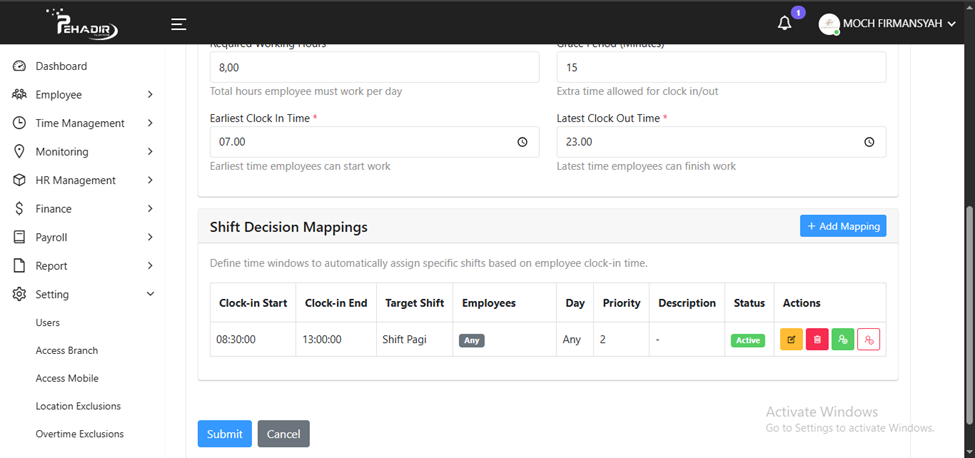 PEHADIR
1
MOCH FIRMANSYAH
Dashboard
Employee
Time Management
Monitoring
HR Management
Finance
Payroll
Report
Setting
Users
Access Branch
Access Mobile
Location Exclusions
Overtime Exclusions
Required Working Hours
Grace Period (Minutes)
8,00
15
Total hours employee must work per day
Extra time allowed for clock in/out
Earliest Clock In Time *
Latest Clock Out Time *
07.00
23.00
Earliest time employees can start work
Latest time employees can finish work
Shift Decision Mappings
+ Add Mapping
Define time windows to automatically assign specific shifts based on employee clock-in time.
Clock-in Start Clock-in End Target Shift Employees Day Priority Description Status Actions
08:30:00 13:00:00 Shift Pagi Any Any 2 - Active
Submit Cancel
Activate Windows
Go to Settings to activate Windows.